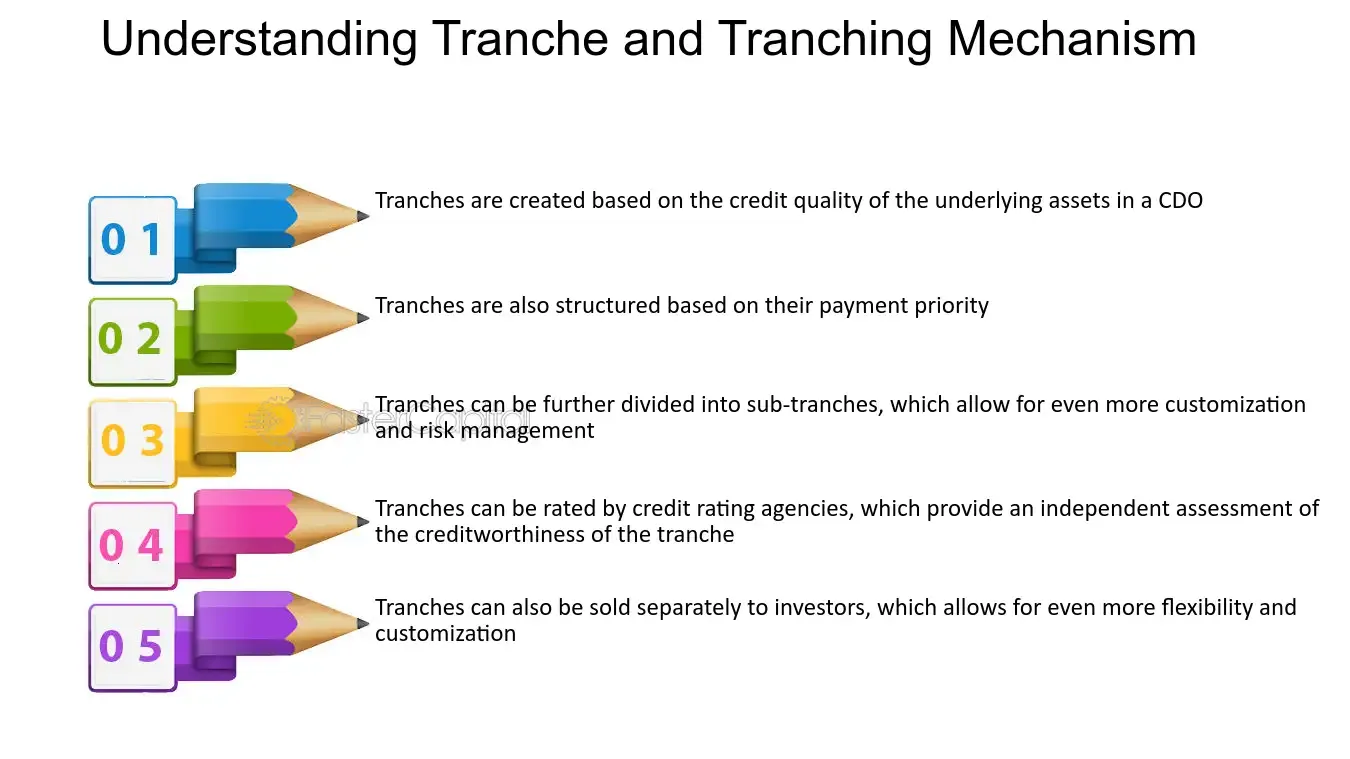 Understanding Tranche and Tranching Mechanism
01
Tranches are created based on the credit quality of the underlying assets in a CDO
02
Tranches are also structured based on their payment priority
03
Tranches can be further divided into sub-tranches, which allow for even more customization
and risk management
FasterCapital
04
Tranches can be rated by credit rating agencies, which provide an independent assessment of
the creditworthiness of the tranche
05
Tranches can also be sold separately to investors, which allows for even more flexibility and
customization